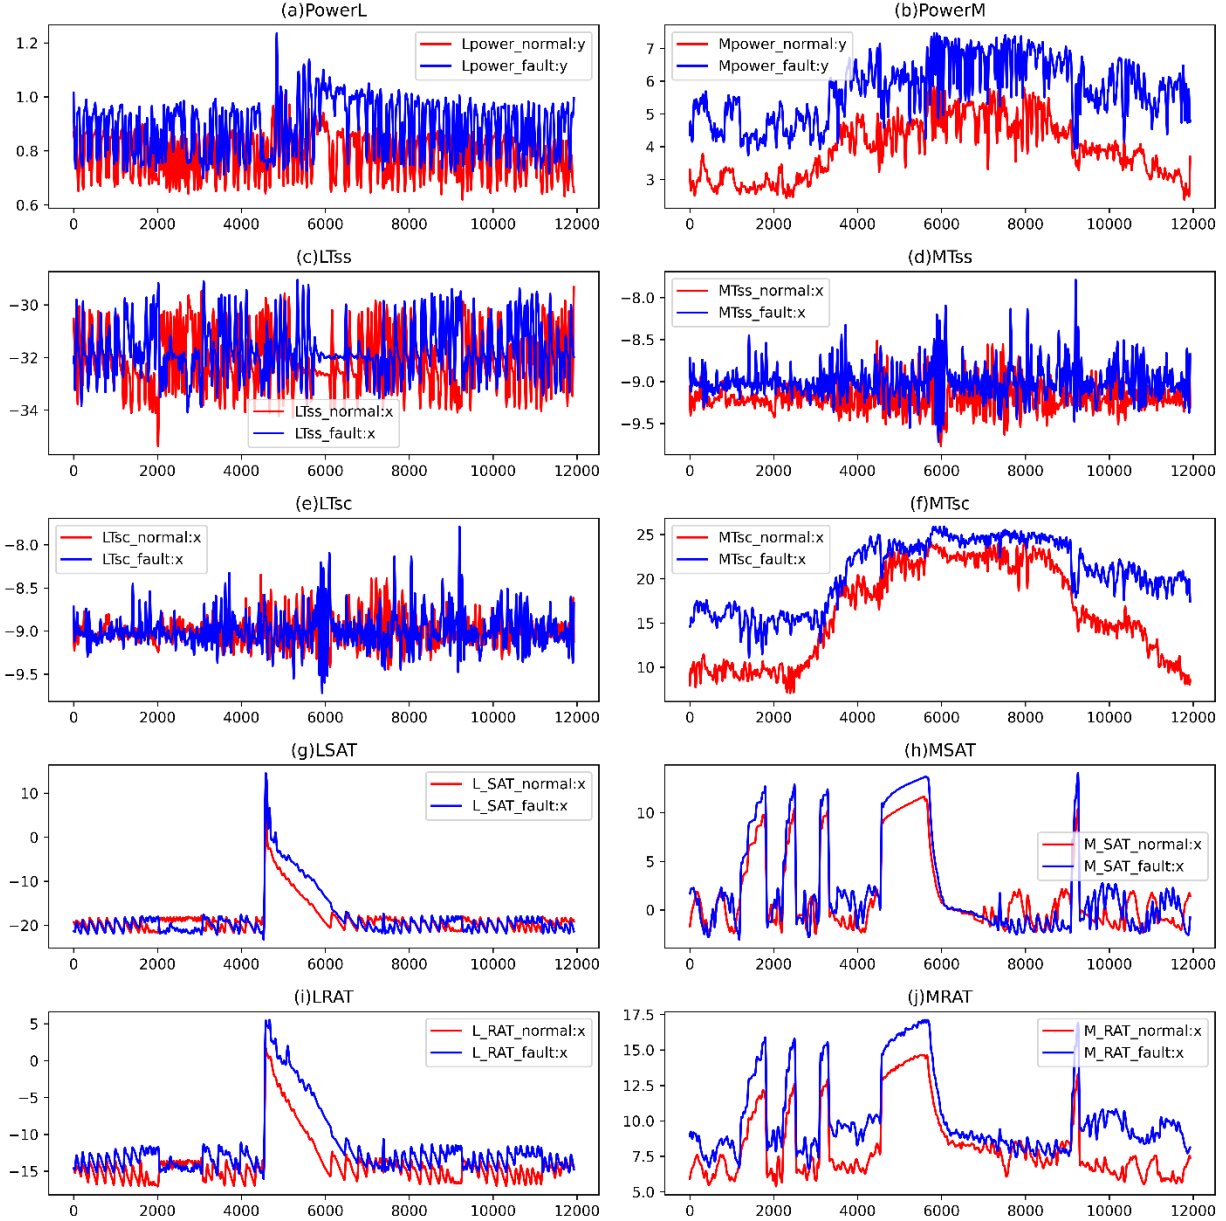 (a)PowerL
1.2
1.0
0.8
0.6
Lpower_normal:y
Lpower_fault:y
0 2000 4000 6000 8000 10000 12000
(b)PowerM
7
6
5
4
3
Mpower_normal:y
Mpower_fault:y
0 2000 4000 6000 8000 10000 12000
(c)LTss
−30
−32
−34
LTss_normal:x
LTss_fault:x
0 2000 4000 6000 8000 10000 12000
(d)MTss
−8.0
−8.5
−9.0
−9.5
MTss_normal:x
MTss_fault:x
0 2000 4000 6000 8000 10000 12000
(e)LTsc
−8.0
−8.5
−9.0
−9.5
LTsc_normal:x
LTsc_fault:x
0 2000 4000 6000 8000 10000 12000
(f)MTsc
25
20
15
10
MTsc_normal:x
MTsc_fault:x
0 2000 4000 6000 8000 10000 12000
(g)LSAT
10
0
−10
−20
L_SAT_normal:x
L_SAT_fault:x
0 2000 4000 6000 8000 10000 12000
(h)MSAT
10
5
0
M_SAT_normal:x
M_SAT_fault:x
0 2000 4000 6000 8000 10000 12000
(i)LRAT
5
0
−5
−10
−15
L_RAT_normal:x
L_RAT_fault:x
0 2000 4000 6000 8000 10000 12000
(j)MRAT
17.5
15.0
12.5
10.0
7.5
5.0
M_RAT_normal:x
M_RAT_fault:x
0 2000 4000 6000 8000 10000 12000